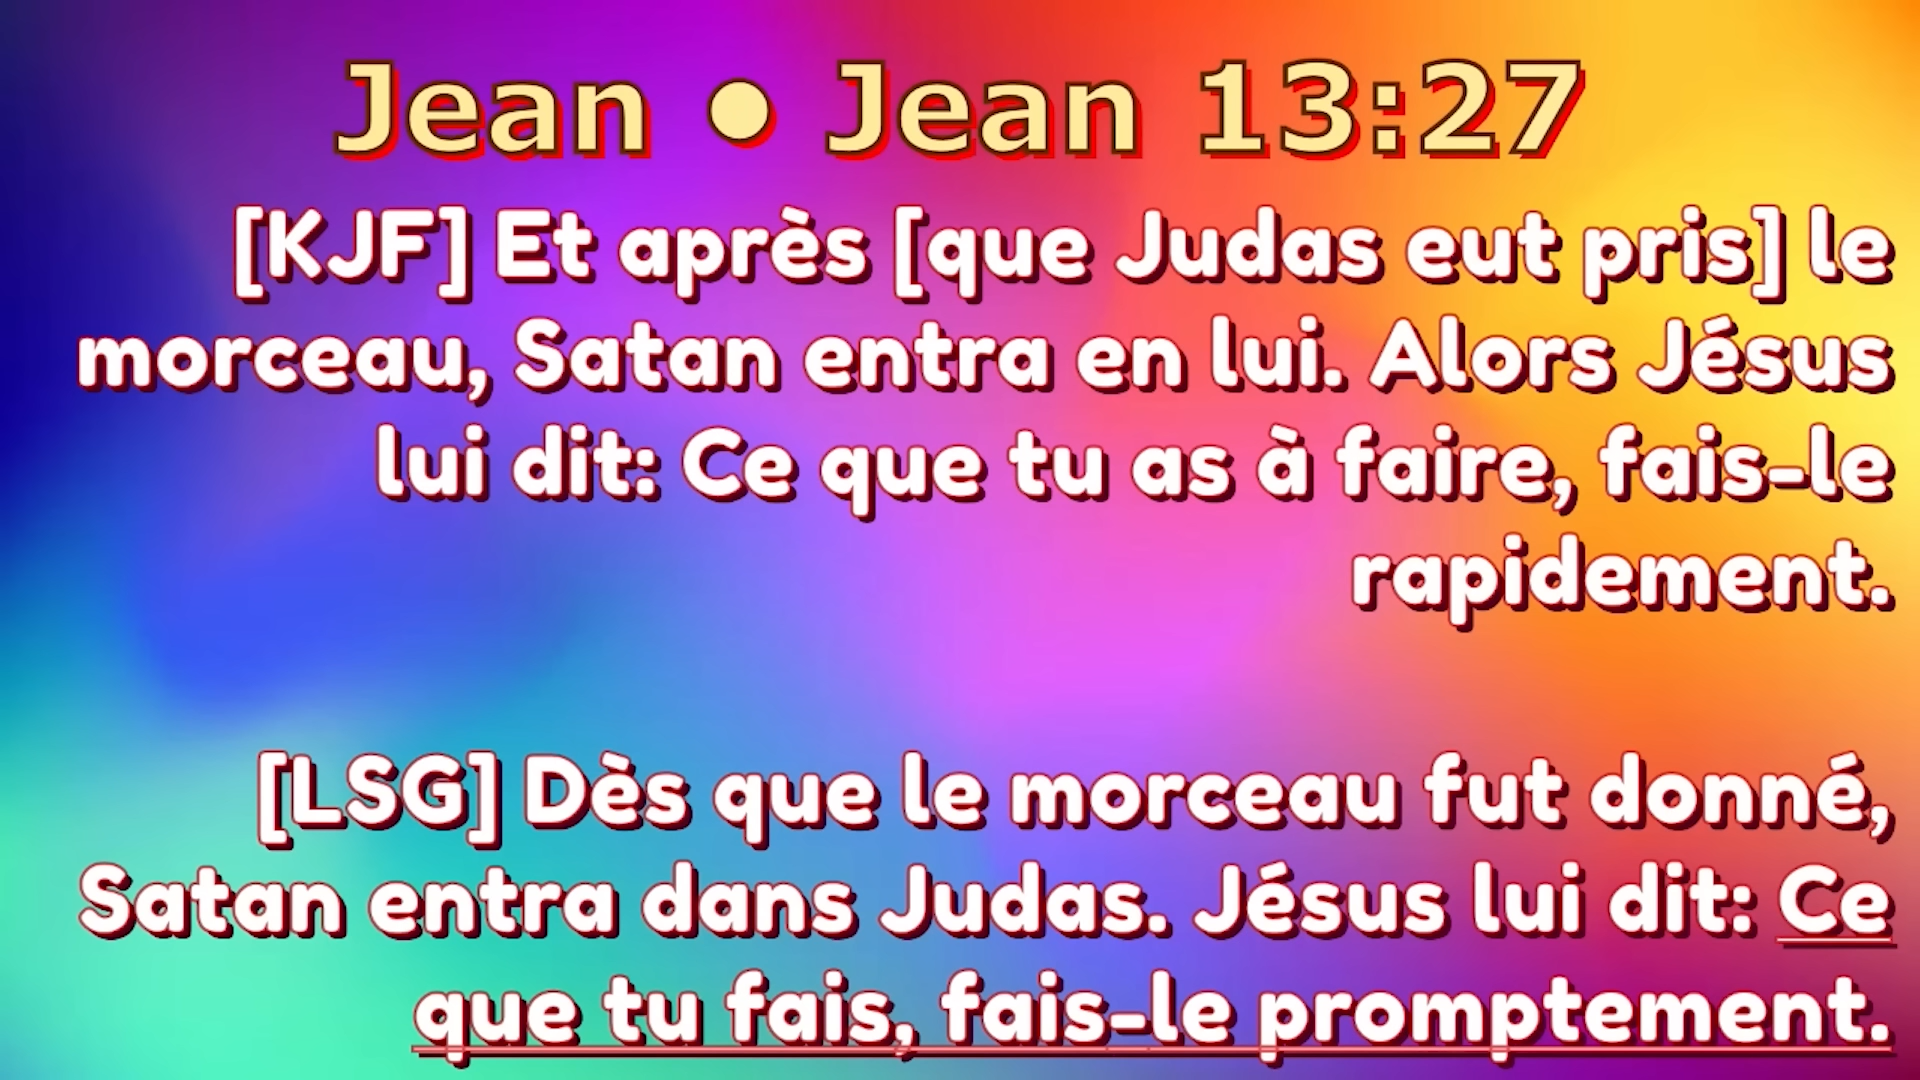 Jean ● Jean 13:27
[KJF] Et après [que Judas eut pris] le
morceau, Satan entra en lui. Alors Jésus
lui dit: Ce que tu as à faire, fais-le
rapidement.
[LSG] Dès que le morceau fut donné,
Satan entra dans Judas. Jésus lui dit: Ce
que tu fais, fais-le promptement.